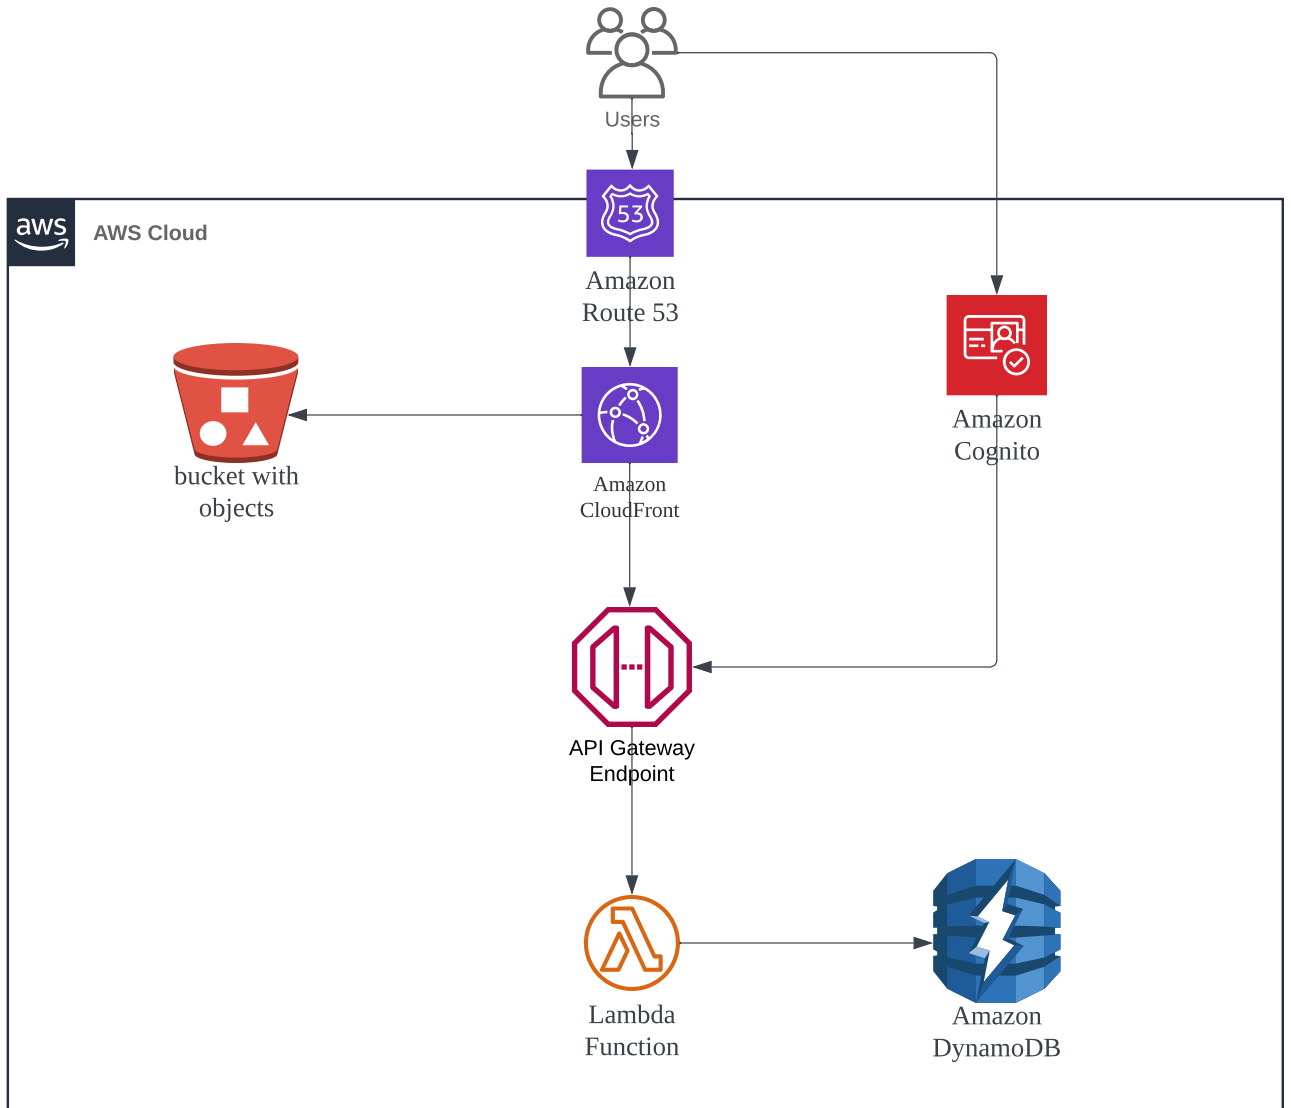 Users
53
aws
AWS Cloud
Amazon
Route 53
Amazon
Cognito
bucket with
objects
Amazon
CloudFront
API Gateway
Endpoint
Lambda
Function
Amazon
DynamoDB